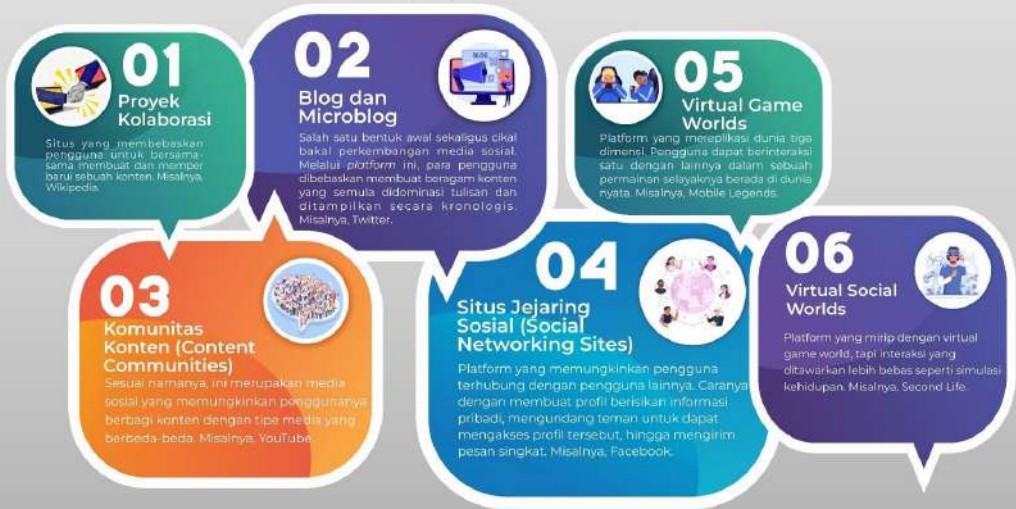 01
Proyek
Kolaborasi
Situs yang membebaskan
pengguna untuk bersama-
sama membuat dan memper
barui sebuah konten. Misalnya,
Wikipedia.
02
Blog dan
Microblog
Salah satu bentuk awal sekaligus cikal
bakal perkembangan media sosial.
Melalui platform ini, para pengguna
dibebaskan membuat beragam konten
yang semula didominasi tulisan dan
ditampilkan secara kronologis.
Misalnya, Twitter.
03
Komunitas
Konten (Content
Communities)
Sesuai namanya, ini merupakan media
sosial yang memungkinkan penggunanya
berbagi konten dengan tipe media yang
berbeda-beda. Misalnya, YouTube.
04
Situs Jejaring
Sosial (Social
Networking Sites)
Platform yang memungkinkan pengguna
terhubung dengan pengguna lainnya. Caranya
dengan membuat profil berisikan informasi
pribadi, mengundang teman untuk dapat
mengakses profil tersebut, hingga mengirim
pesan singkat. Misalnya, Facebook.
05
Virtual Game
Worlds
Platform yang mereplikasi dunia tiga
dimensi. Pengguna dapat berinteraksi
satu dengan lainnya dalam sebuah
permainan selayaknya berada di dunia
nyata. Misalnya, Mobile Legends.
06
Virtual Social
Worlds
Platform yang mirip dengan virtual
game world, tapi interaksi yang
ditawarkan lebih bebas seperti simulasi
kehidupan. Misalnya, Second Life.